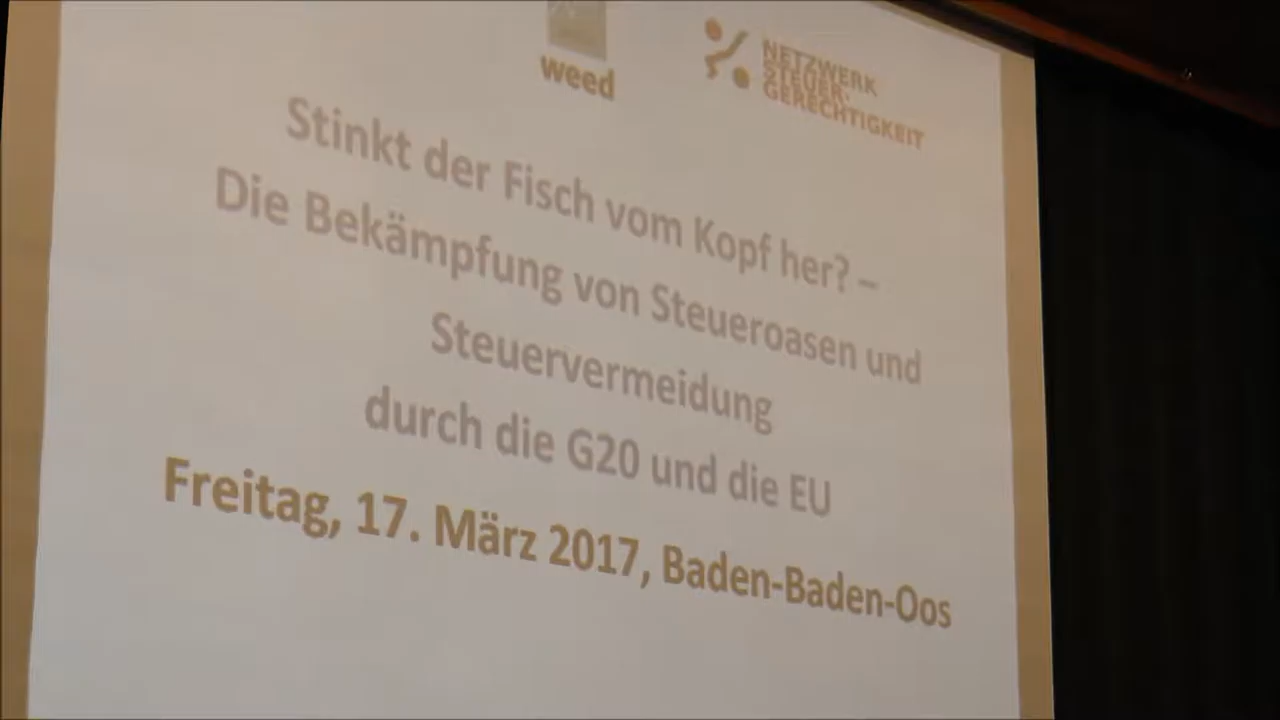 weed
NETZWERK
STEUER-
GERECHTIGKEIT
Stinkt der Fisch vom Kopf her? –
Die Bekämpfung von Steueroasen und
Steuervermeidung
durch die G20 und die EU
Freitag, 17. März 2017, Baden-Baden-Oos